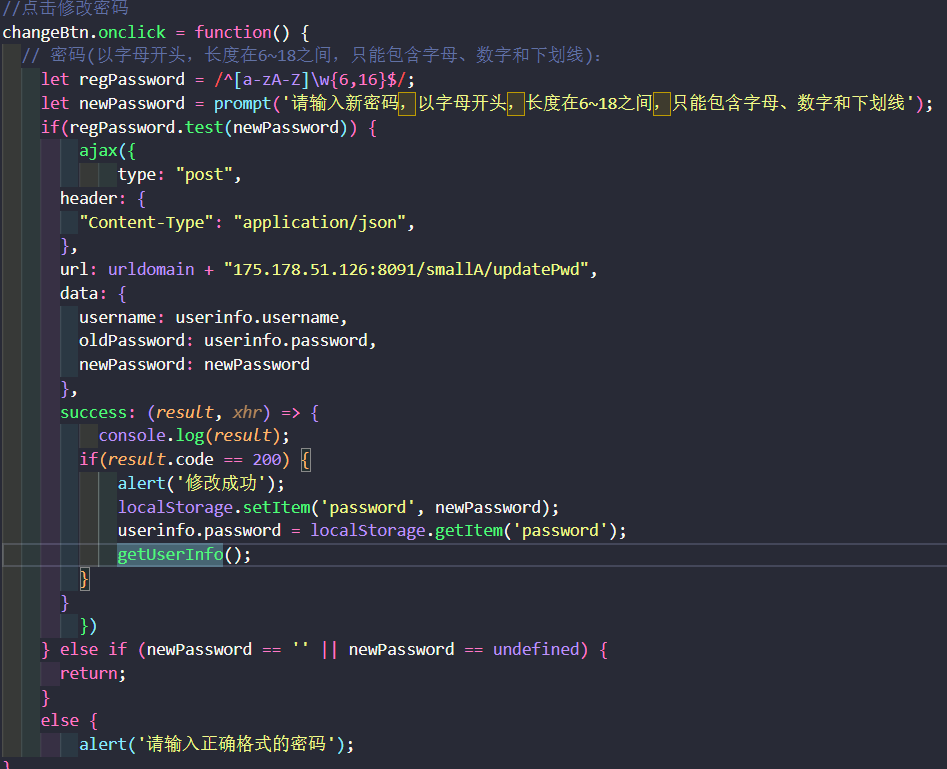 //点击修改密码
changeBtn.onclick = function() {
// 密码(以字母开头，长度在6~18之间，只能包含字母、数字和下划线):
let regPassword = /^[a-zA-Z]\w{6,16}$/;
let newPassword = prompt('请输入新密码，以字母开头，长度在6~18之间，只能包含字母、数字和下划线');
if(regPassword.test(newPassword)) {
ajax({
type: "post",
header: {
"Content-Type": "application/json",
},
url: urldomain + "175.178.51.126:8091/smallA/updatePwd",
data: {
username: userinfo.username,
oldPassword: userinfo.password,
newPassword: newPassword
},
success: (result, xhr) => {
console.log(result);
if(result.code == 200) {
alert('修改成功');
localStorage.setItem('password', newPassword);
userinfo.password = localStorage.getItem('password');
getUserInfo();
}
}
})
} else if (newPassword == '' || newPassword == undefined) {
return;
}
else {
alert('请输入正确格式的密码');
}